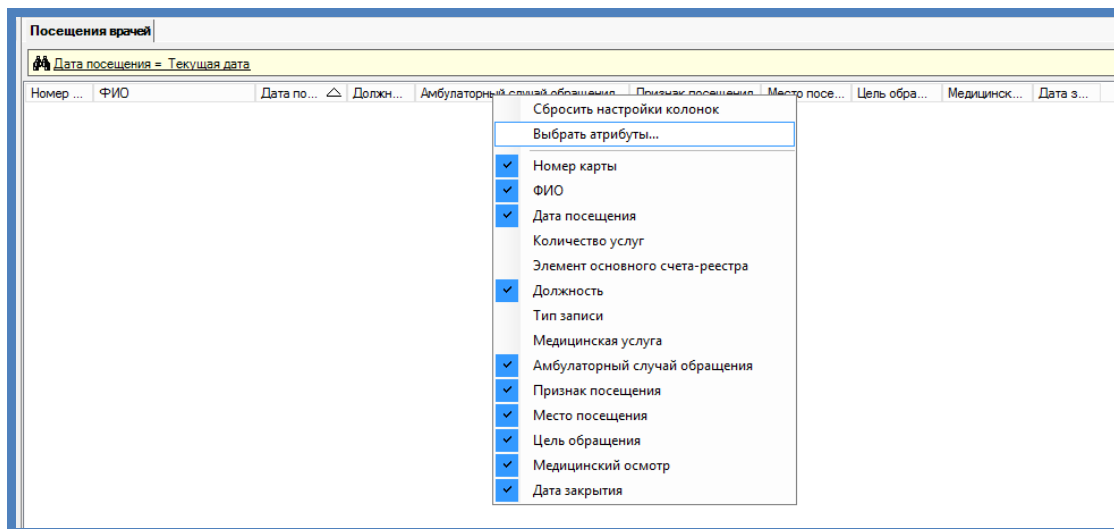 Посещения врачей
Дата посещения = Текущая дата
Номер ... ФИО Дата по... Должн... Амбулаторный случай обращения Признак посещения Место посе... Цель обра... Медицинск... Дата з...
Сбросить настройки колонок
Выбрать атрибуты...
Номер карты
ФИО
Дата посещения
Количество услуг
Элемент основного счета-реестра
Должность
Тип записи
Медицинская услуга
Амбулаторный случай обращения
Признак посещения
Место посещения
Цель обращения
Медицинский осмотр
Дата закрытия